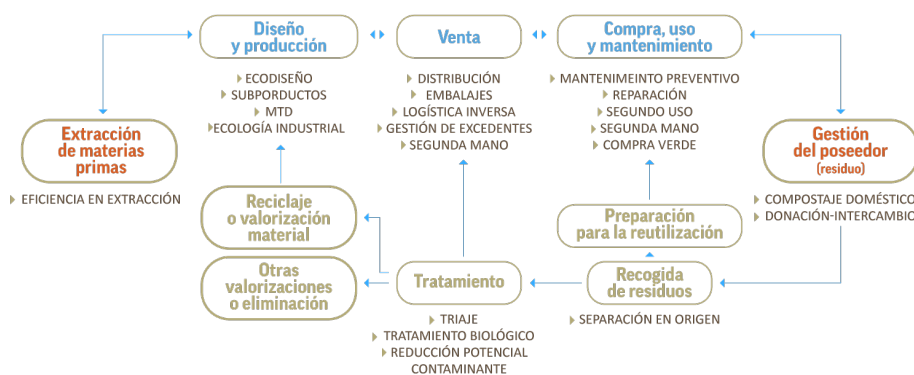 Diseño
y producción
Venta
Compra, uso
y mantenimiento
ECODISEÑO
SUBPORDUCTOS
MTD
ECOLOGÍA INDUSTRIAL
DISTRIBUCIÓN
EMBALAJES
LOGÍSTICA INVERSA
GESTIÓN DE EXCEDENTES
SEGUNDA MANO
MANTENIMEINTO PREVENTIVO
REPARACIÓN
SEGUNDO USO
SEGUNDA MANO
COMPRA VERDE
Extracción
de materias
primas
EFICIENCIA EN EXTRACCIÓN
Gestión
del poseedor
(residuo)
COMPOSTAJE DOMÉSTICO
DONACIÓN-INTERCAMBIO
Reciclaje
o valorización
material
Preparación
para la reutilización
Otras
valorizaciones
o eliminación
Tratamiento
Recogida
de residuos
TRIAJE
TRATAMIENTO BIOLÓGICO
REDUCCIÓN POTENCIAL
CONTAMINANTE
SEPARACIÓN EN ORIGEN